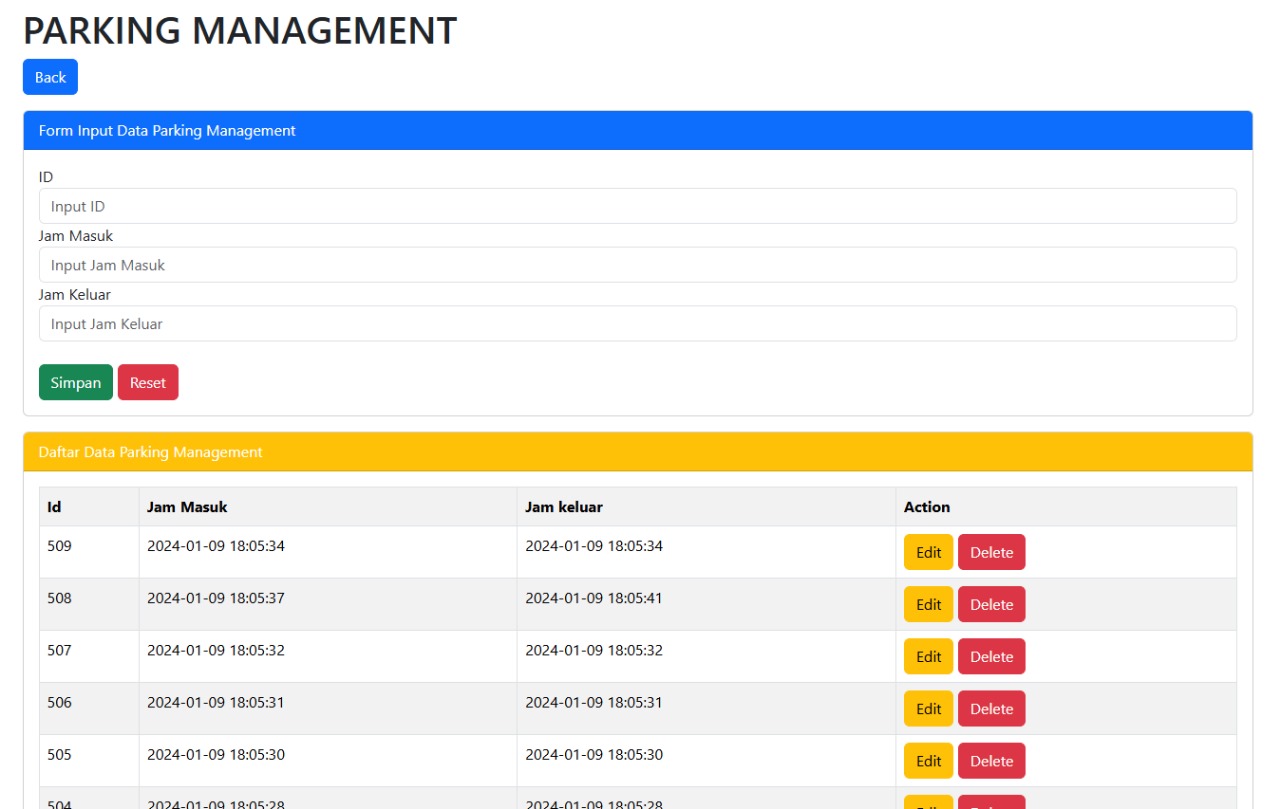 PARKING MANAGEMENT
Back
Form Input Data Parking Management
ID
Input ID
Jam Masuk
Input Jam Masuk
Jam Keluar
Input Jam Keluar
Simpan Reset
Daftar Data Parking Management
Id Jam Masuk Jam keluar Action
509 2024-01-09 18:05:34 2024-01-09 18:05:34 Edit Delete
508 2024-01-09 18:05:37 2024-01-09 18:05:41 Edit Delete
507 2024-01-09 18:05:32 2024-01-09 18:05:32 Edit Delete
506 2024-01-09 18:05:31 2024-01-09 18:05:31 Edit Delete
505 2024-01-09 18:05:30 2024-01-09 18:05:30 Edit Delete
504 2024-01-09 18:05:28 2024-01-09 18:05:28 Edit Delete